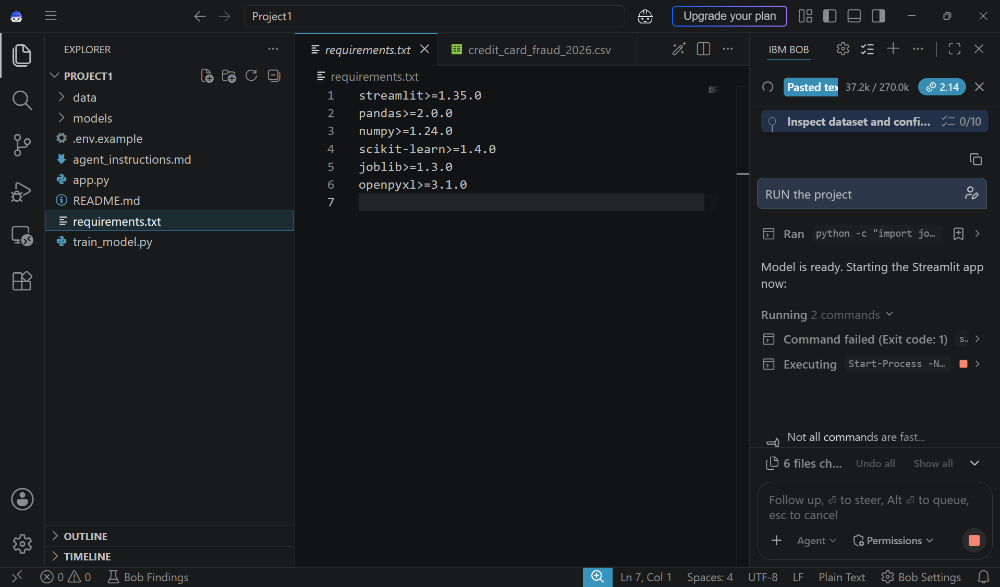 Project1
Upgrade your plan
EXPLORER
PROJECT1
data
models
.env.example
agent_instructions.md
app.py
README.md
requirements.txt
train_model.py
OUTLINE
TIMELINE
requirements.txt
credit_card_fraud_2026.csv
requirements.txt
1 streamlit>=1.35.0
2 pandas>=2.0.0
3 numpy>=1.24.0
4 scikit-learn>=1.4.0
5 joblib>=1.3.0
6 openpyxl>=3.1.0
7
IBM BOB
Pasted tex 37.2k / 270.0k 2.14
Inspect dataset and confi... 0/10
RUN the project
Ran python -c "import jo...
Model is ready. Starting the Streamlit app
now:
Running 2 commands
Command failed (Exit code: 1) s..
Executing Start-Process -N...
Not all commands are fast...
6 files ch... Undo all Show all
Follow up, ⏎ to steer, Alt ⏎ to queue,
esc to cancel
Agent Permissions
0 0 Bob Findings Ln 7, Col 1 Spaces: 4 UTF-8 LF Plain Text Bob Settings